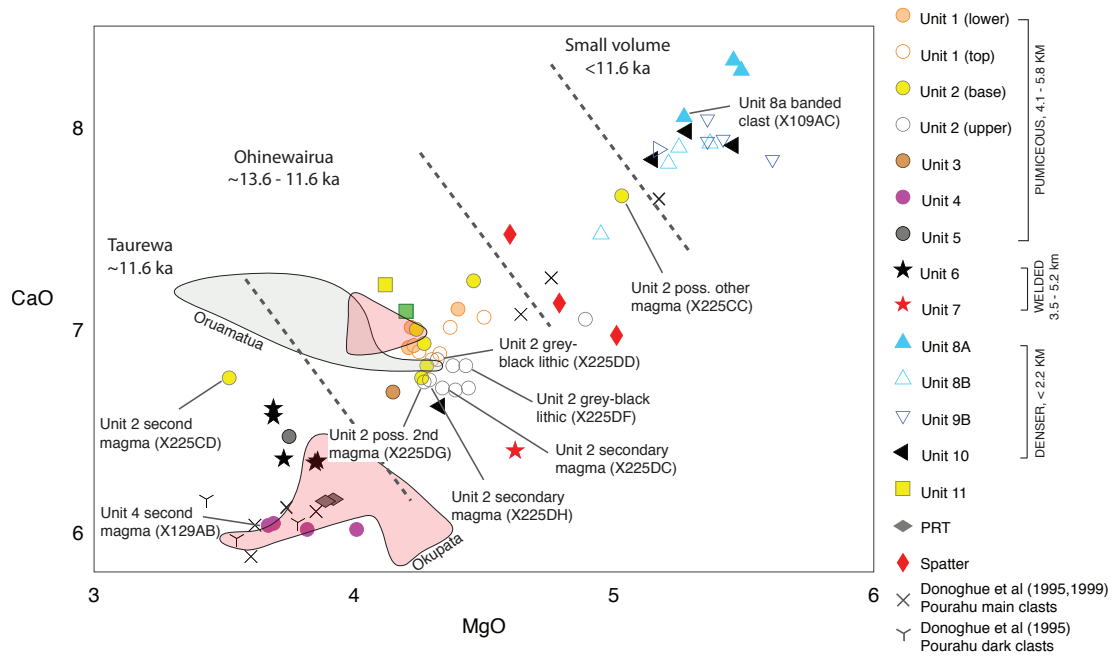 Small volume
<11.6 ka
Unit 8a banded
clast (X109AC)
8
Ohinewairua
~13.6 - 11.6 ka
Taurewa
~11.6 ka
CaO
Unit 2 poss. other
magma (X225CC)
7
Oruamatua
Unit 2 grey-
black lithic (X225DD)
Unit 2 grey-black
lithic (X225DF)
Unit 2 second
magma (X225CD)
Unit 2 poss. 2nd
magma (X225DG)
Unit 2 secondary
magma (X225DC)
Unit 2 secondary
magma (X225DH)
Unit 4 second
magma (X129AB)
6
Okupata
3
4
5
6
MgO
Unit 1 (lower)
Unit 1 (top)
Unit 2 (base)
Unit 2 (upper)
Unit 3
Unit 4
Unit 5
PUMICEOUS, 4.1 - 5.8 KM
Unit 6
Unit 7
WELDED
3.5 - 5.2 km
Unit 8A
Unit 8B
Unit 9B
Unit 10
DENSER, < 2.2 KM
Unit 11
PRT
Spatter
Donoghue et al (1995,1999)
Pourahu main clasts
Donoghue et al (1995)
Pourahu dark clasts